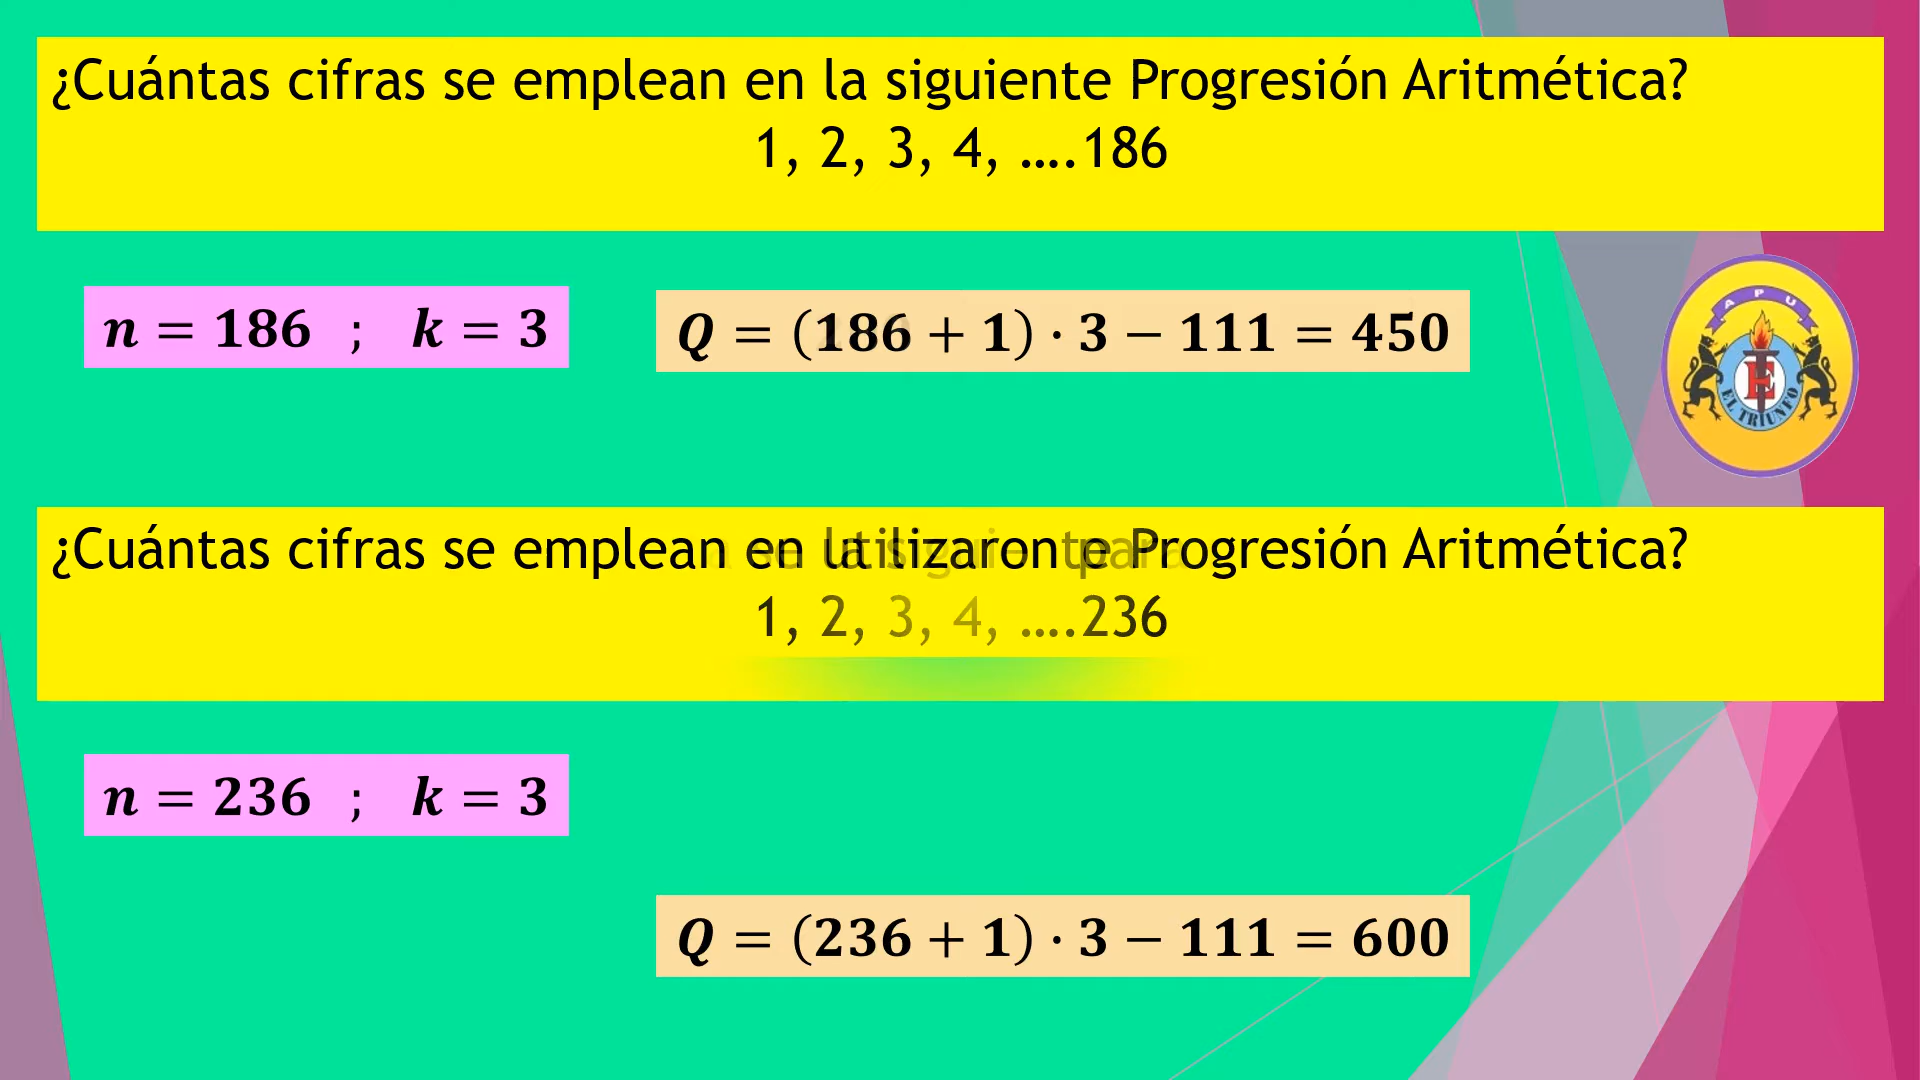 ¿Cuántas cifras se emplean en la siguiente Progresión Aritmética?
1, 2, 3, 4, ….186
n = 186 ; k = 3
Q = (186 + 1) · 3 − 111 = 450
A P U
E
EL TRIUNFO
¿Cuántas cifras se emplean en Progresión Aritmética?
1, 2, 3, 4, ….236
n = 236 ; k = 3
Q = (236 + 1) · 3 − 111 = 600